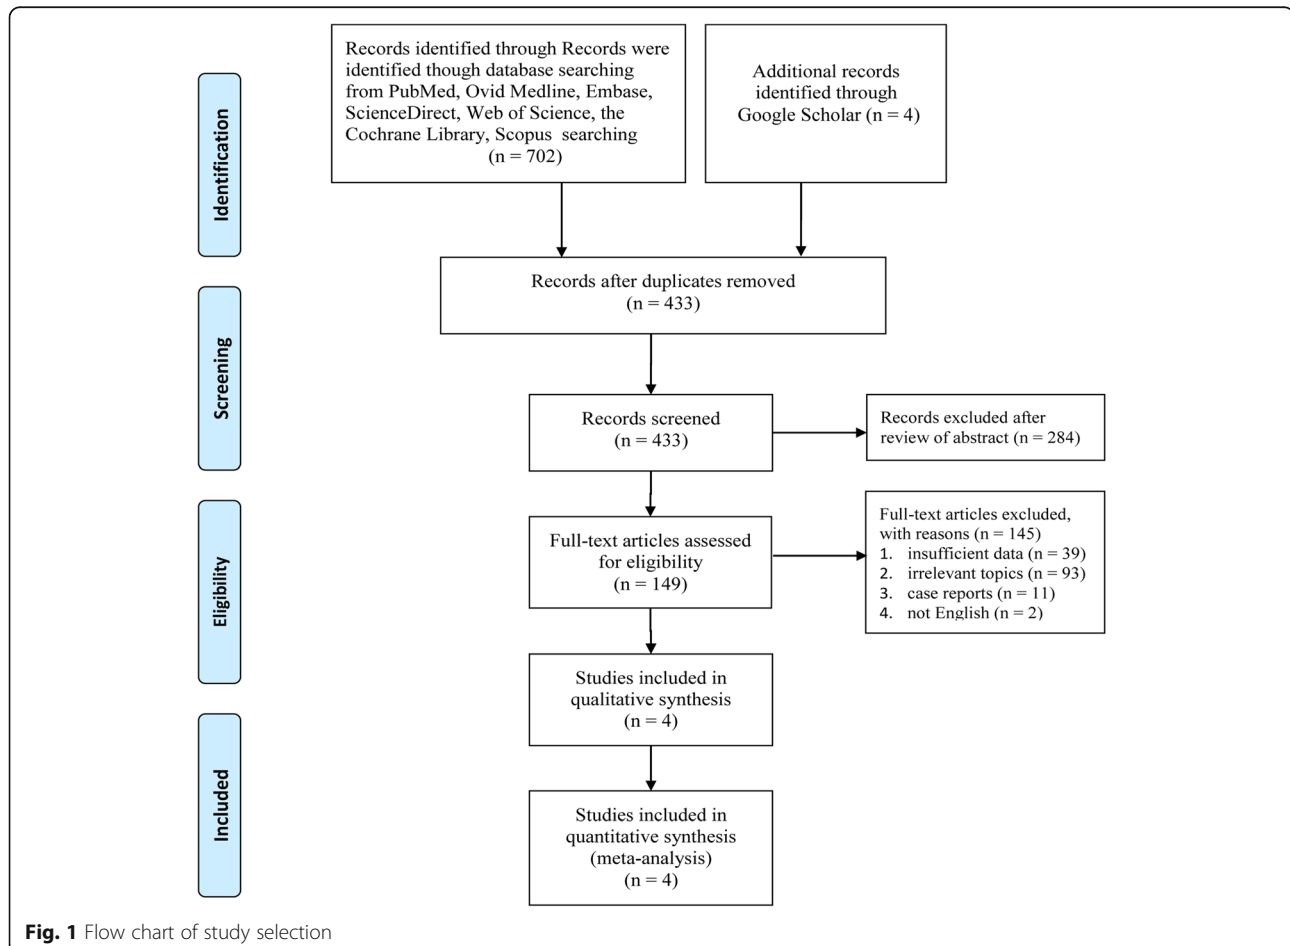 Identification
Records identified through Records were
identified though database searching
from PubMed, Ovid Medline, Embase,
ScienceDirect, Web of Science, the
Cochrane Library, Scopus searching
(n = 702)
Additional records
identified through
Google Scholar (n = 4)
Records after duplicates removed
(n = 433)
Screening
Records screened
(n = 433)
Records excluded after
review of abstract (n = 284)
Eligibility
Full-text articles assessed
for eligibility
(n = 149)
Full-text articles excluded,
with reasons (n = 145)
1. insufficient data (n = 39)
2. irrelevant topics (n = 93)
3. case reports (n = 11)
4. not English (n = 2)
Studies included in
qualitative synthesis
(n = 4)
Included
Studies included in
quantitative synthesis
(meta-analysis)
(n = 4)
Fig. 1 Flow chart of study selection